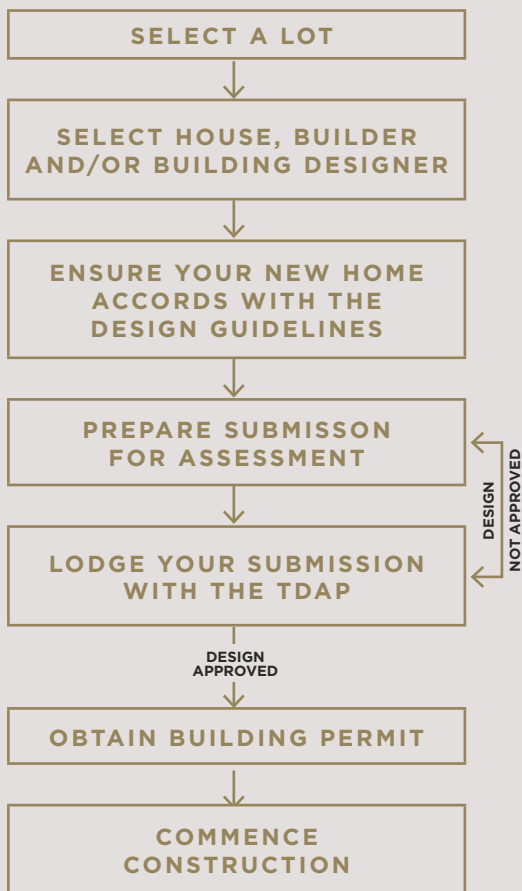 SELECT A LOT
SELECT HOUSE, BUILDER
AND/OR BUILDING DESIGNER
ENSURE YOUR NEW HOME
ACCORDS WITH THE
DESIGN GUIDELINES
PREPARE SUBMISSON
FOR ASSESSMENT
DESIGN
NOT APPROVED
LODGE YOUR SUBMISSION
WITH THE TDAP
DESIGN
APPROVED
OBTAIN BUILDING PERMIT
COMMENCE
CONSTRUCTION